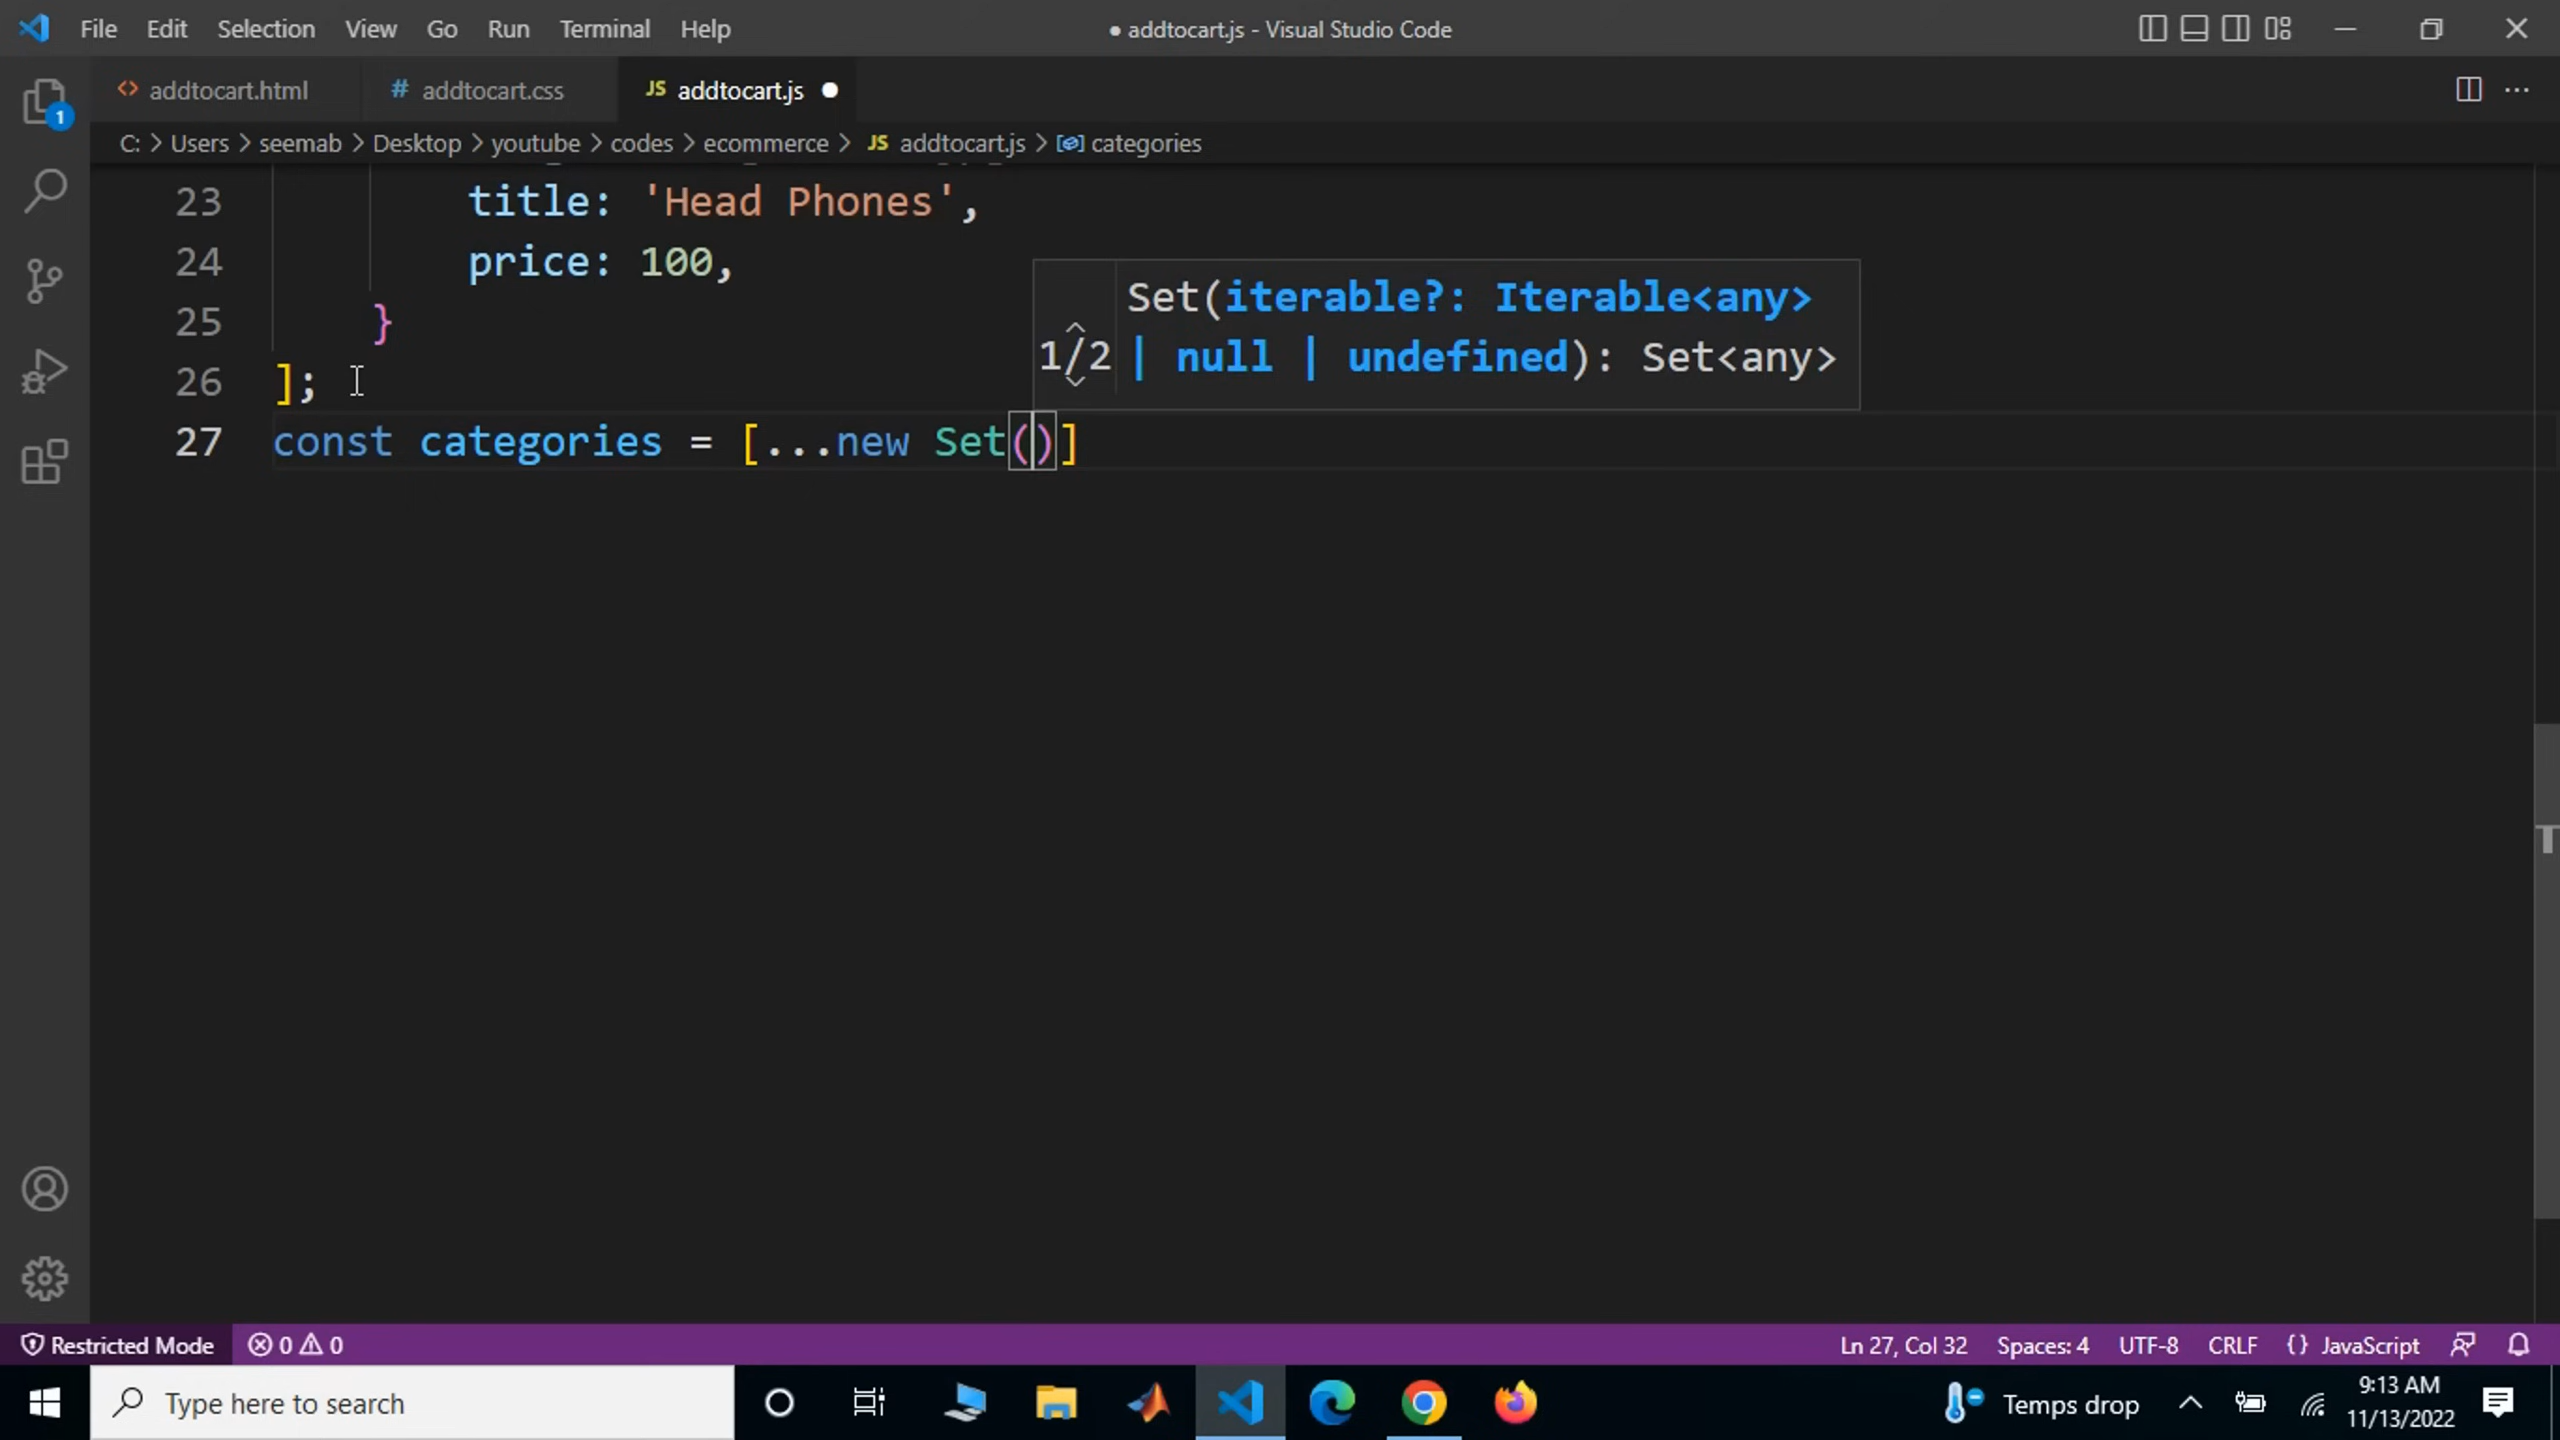 File Edit Selection View Go Run Terminal Help
● addtocart.js - Visual Studio Code
<> addtocart.html
# addtocart.css
JS addtocart.js ●
1
C: > Users > seemab > Desktop > youtube > codes > ecommerce > JS addtocart.js > categories
23 title: 'Head Phones',
24 price: 100,
25 }
26 ];
27 const categories = [...new Set()]
Set(iterable?: Iterable<any>
1/2 | null | undefined): Set<any>
Restricted Mode 0 0 Ln 27, Col 32 Spaces: 4 UTF-8 CRLF {} JavaScript
Type here to search
Temps drop
9:13 AM
11/13/2022